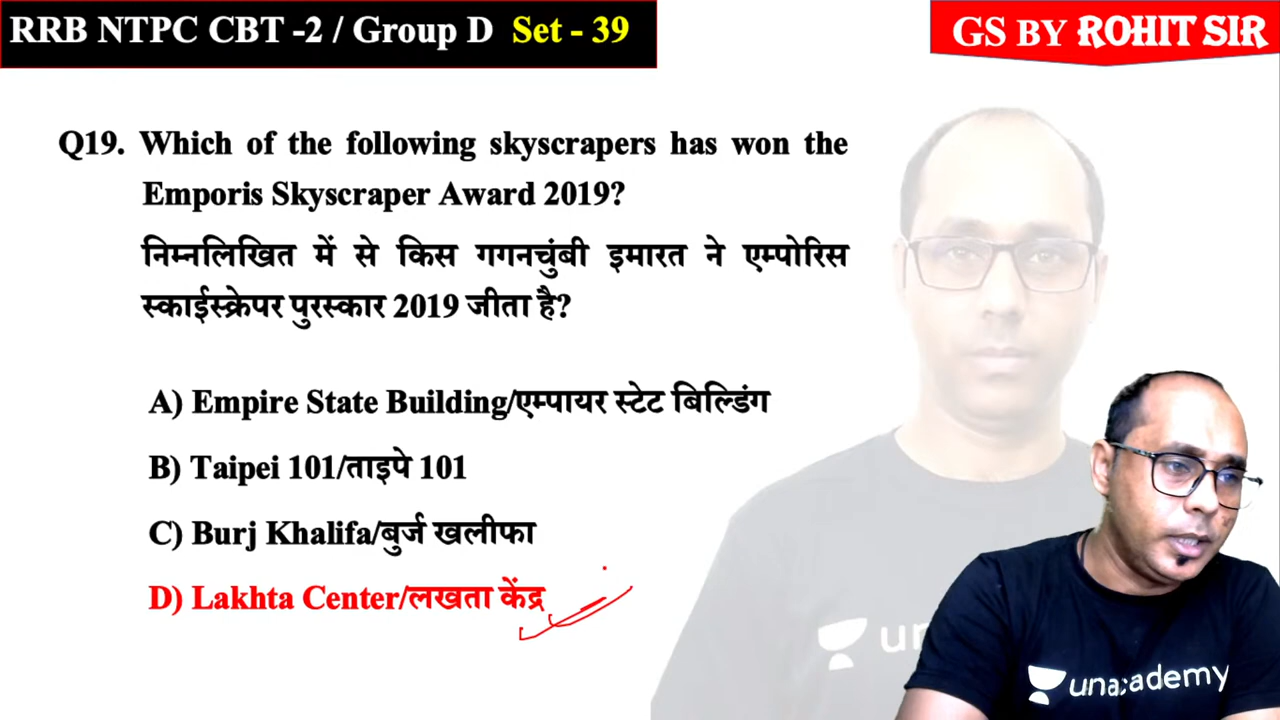 RRB NTPC CBT -2 / Group D Set - 39
GS BY ROHIT SIR
Q19. Which of the following skyscrapers has won the
Emporis Skyscraper Award 2019?
निम्नलिखित में से किस गगनचुंबी इमारत ने एम्पोरिस
स्काईस्क्रेपर पुरस्कार 2019 जीता है?
A) Empire State Building/एम्पायर स्टेट बिल्डिंग
B) Taipei 101/ताइपे 101
C) Burj Khalifa/बुर्ज खलीफा
D) Lakhta Center/लखता केंद्र
un
unacademy